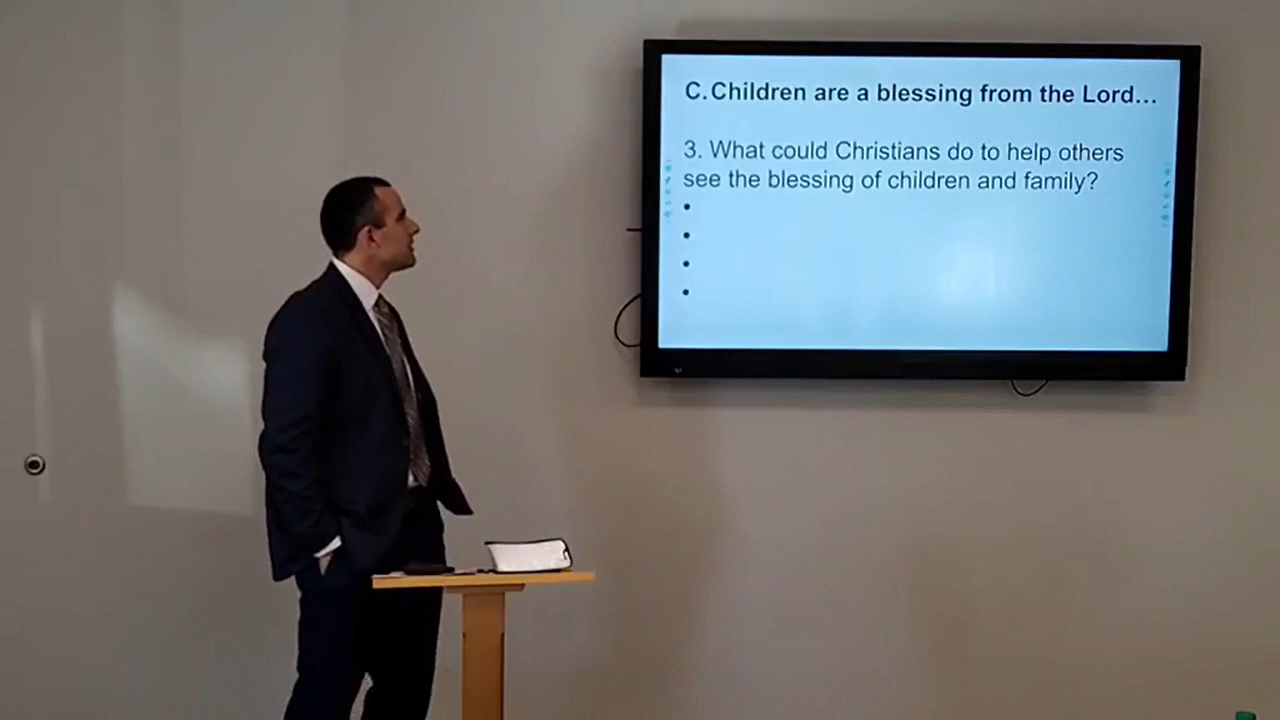 C.Children are a blessing from the Lord...
3. What could Christians do to help others
see the blessing of children and family?